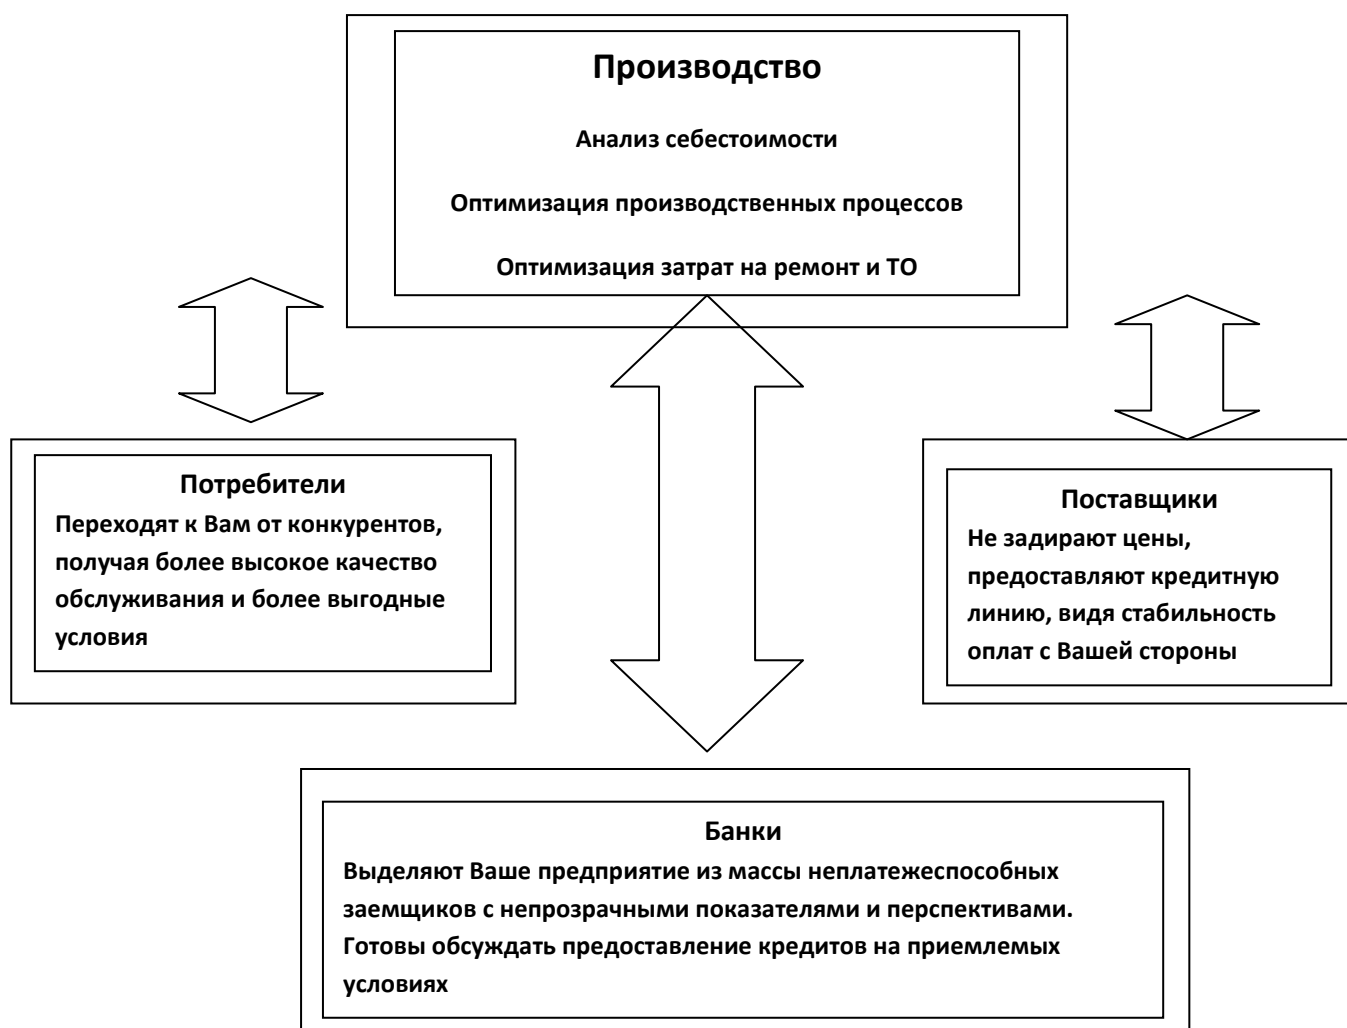 Производство
Анализ себестоимости
Оптимизация производственных процессов
Оптимизация затрат на ремонт и ТО
Потребители
Переходят к Вам от конкурентов,
получая более высокое качество
обслуживания и более выгодные
условия
Поставщики
Не задирают цены,
предоставляют кредитную
линию, видя стабильность
оплат с Вашей стороны
Банки
Выделяют Ваше предприятие из массы неплатежеспособных
заемщиков с непрозрачными показателями и перспективами.
Готовы обсуждать предоставление кредитов на приемлемых
условиях